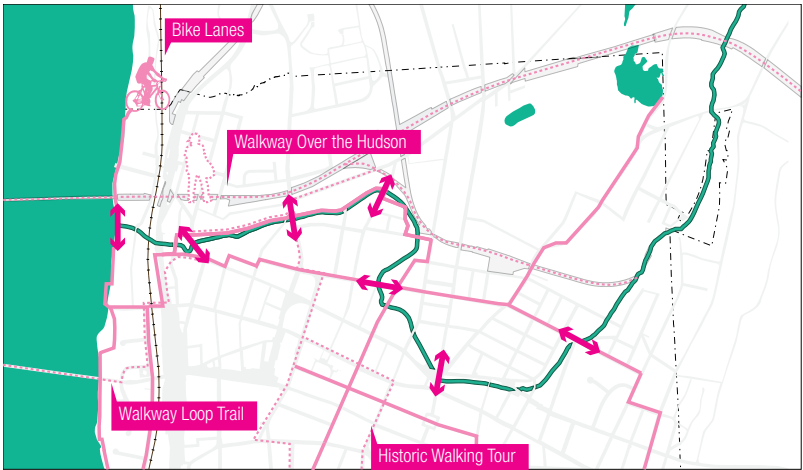 Bike Lanes
Walkway Over the Hudson
Walkway Loop Trail
Historic Walking Tour